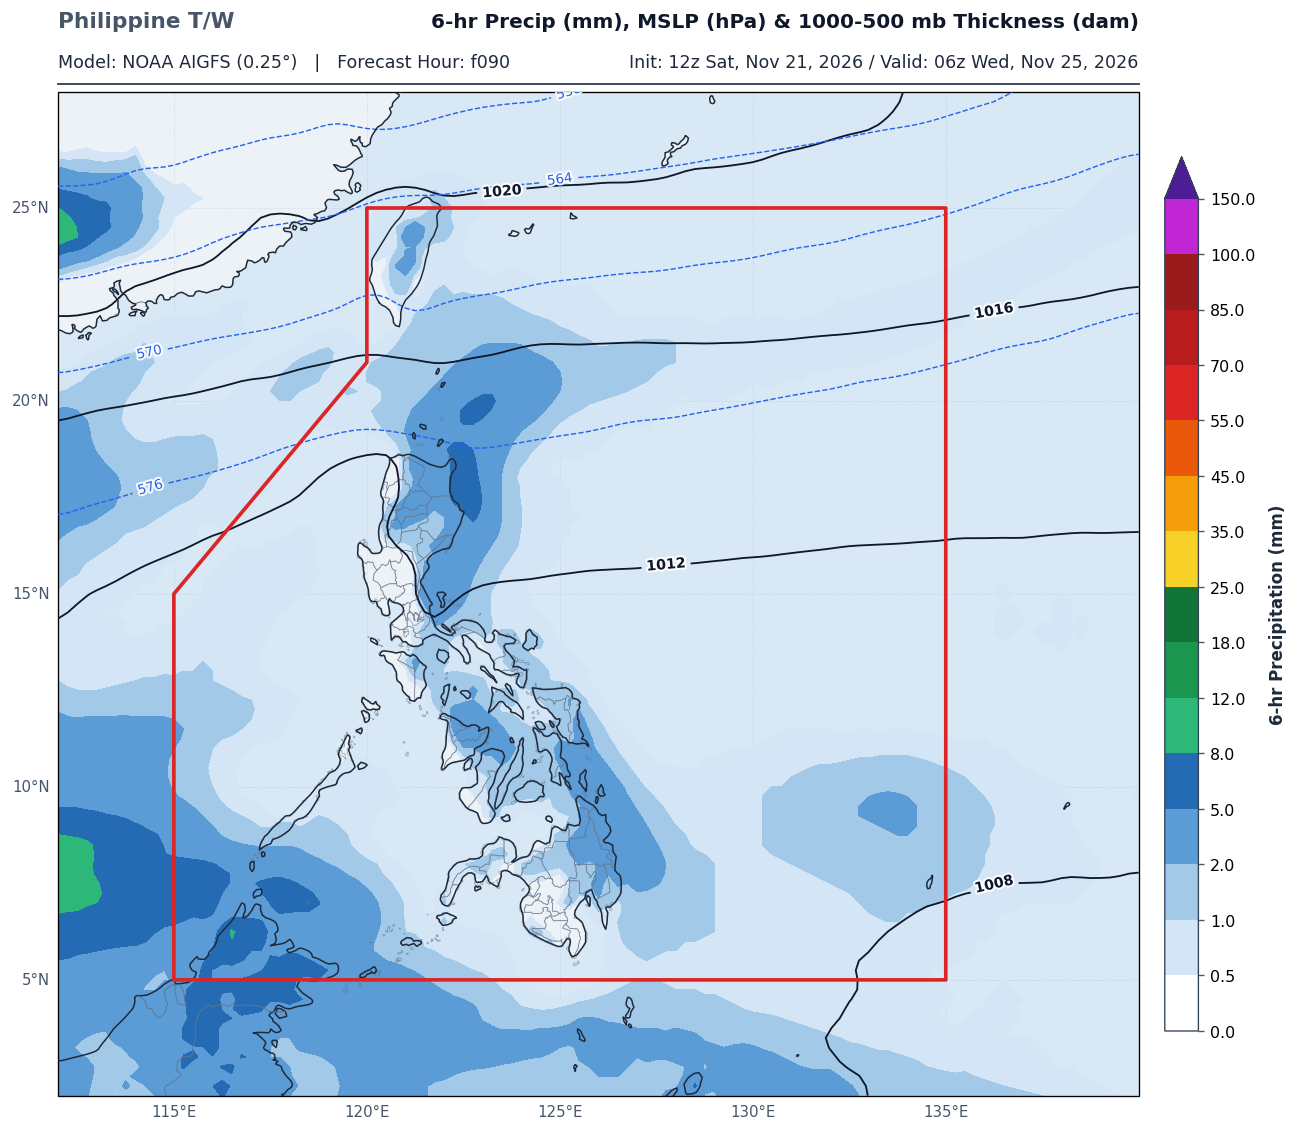 Philippine T/W
6-hr Precip (mm), MSLP (hPa) & 1000-500 mb Thickness (dam)
Model: NOAA AIGFS (0.25°) | Forecast Hour: f090
Init: 12z Sat, Nov 21, 2026 / Valid: 06z Wed, Nov 25, 2026
564
1020
25°N
1016
570
20°N
576
1012
15°N
10°N
1008
5°N
115°E
120°E
125°E
130°E
135°E
150.0
100.0
85.0
70.0
55.0
45.0
35.0
25.0
18.0
12.0
8.0
5.0
2.0
1.0
0.5
0.0
6-hr Precipitation (mm)